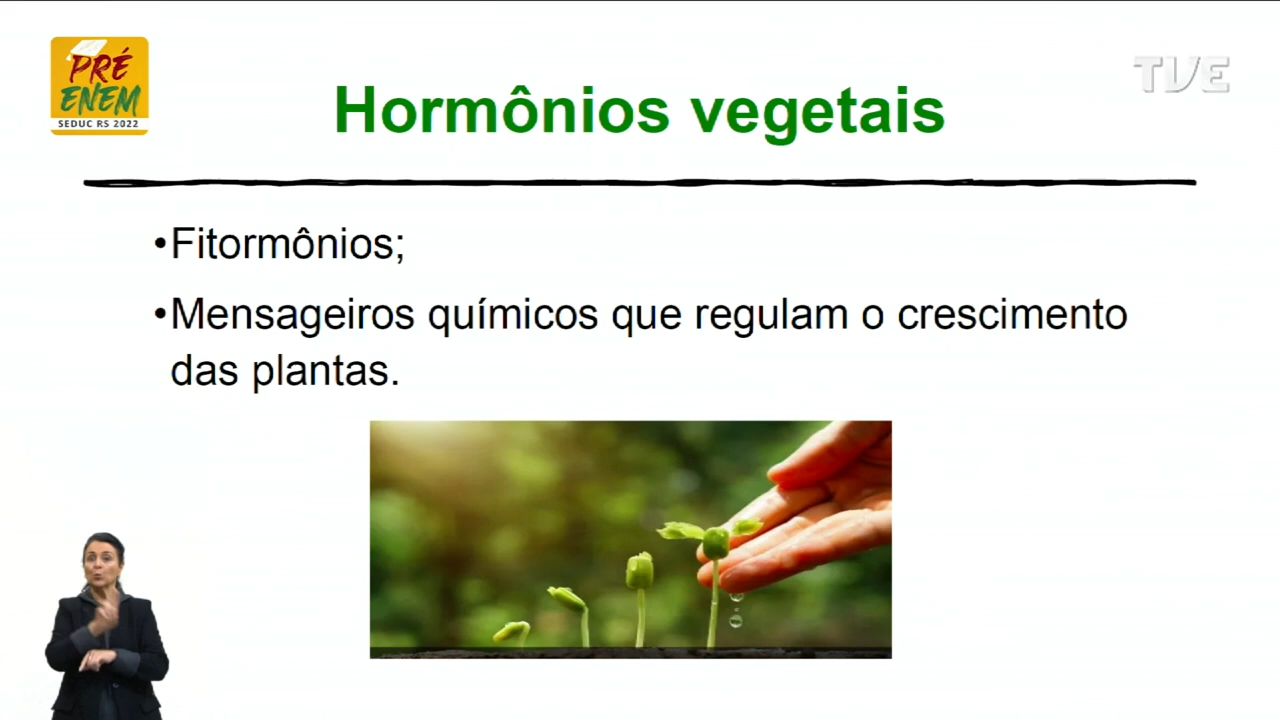 PRÉ
ENEM
SEDUC RS 2022
TVE
Hormônios vegetais
•Fitormônios;
•Mensageiros químicos que regulam o crescimento
das plantas.